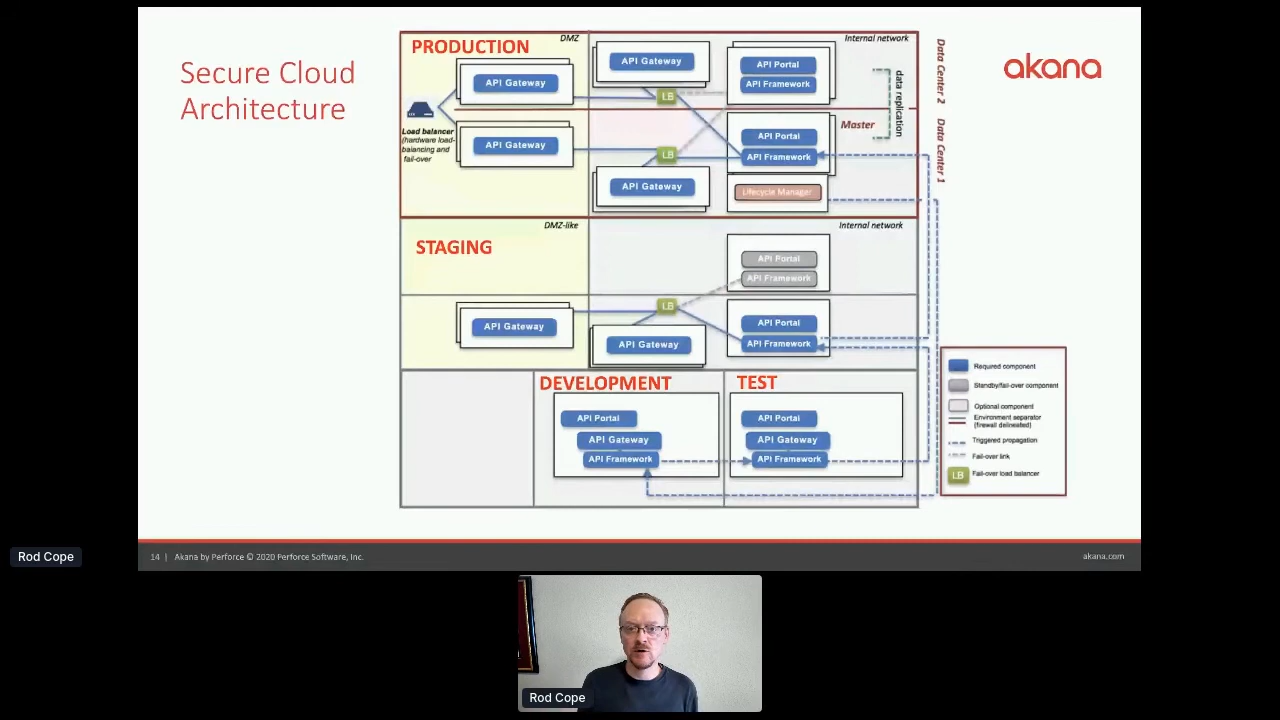 Secure Cloud
Architecture
akana
PRODUCTION
DMZ
Internal network
API Gateway
API Gateway
API Portal
API Framework
LB
Load balancer
(hardware load-
balancing and
fail-over
API Gateway
LB
API Gateway
Master
API Portal
API Framework
Lifecycle Manager
data replication
Data Center 2
Data Center 1
STAGING
DMZ-like
Internal network
API Portal
API Framework
LB
API Gateway
API Gateway
API Portal
API Framework
DEVELOPMENT
API Portal
API Gateway
API Framework
TEST
API Portal
API Gateway
API Framework
Required component
Standby/fail-over component
Optional component
Environment separator
(firewall delineated)
Triggered propagation
Fail-over link
LB
Fail-over load balancer
14 | Akana by Perforce © 2020 Perforce Software, Inc.
akana.com
Rod Cope
Rod Cope